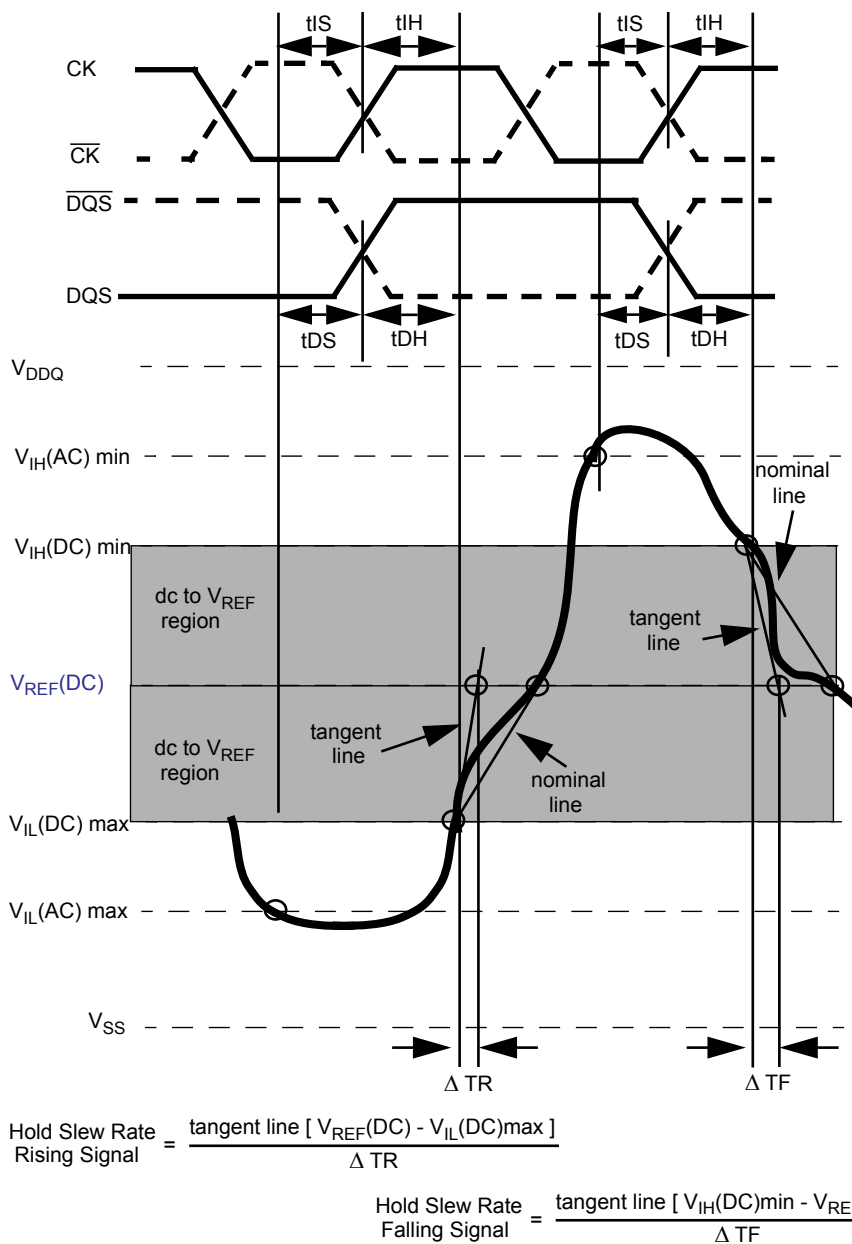 tIS tIH tIS tIH
CK
CK
DQS
DQS
tDS tDH tDS tDH
VDDQ
VIH(AC) min
nominal
line
VIH(DC) min
dc to VREF
region
tangent
line
VREF(DC)
tangent
line
dc to VREF
region
nominal
line
VIL(DC) max
VIL(AC) max
VSS
Δ TR Δ TF
Hold Slew Rate
Rising Signal
=
tangent line [ VREF(DC) - VIL(DC)max ]
Δ TR
Hold Slew Rate
Falling Signal
=
tangent line [ VIH(DC)min - VRE
Δ TF